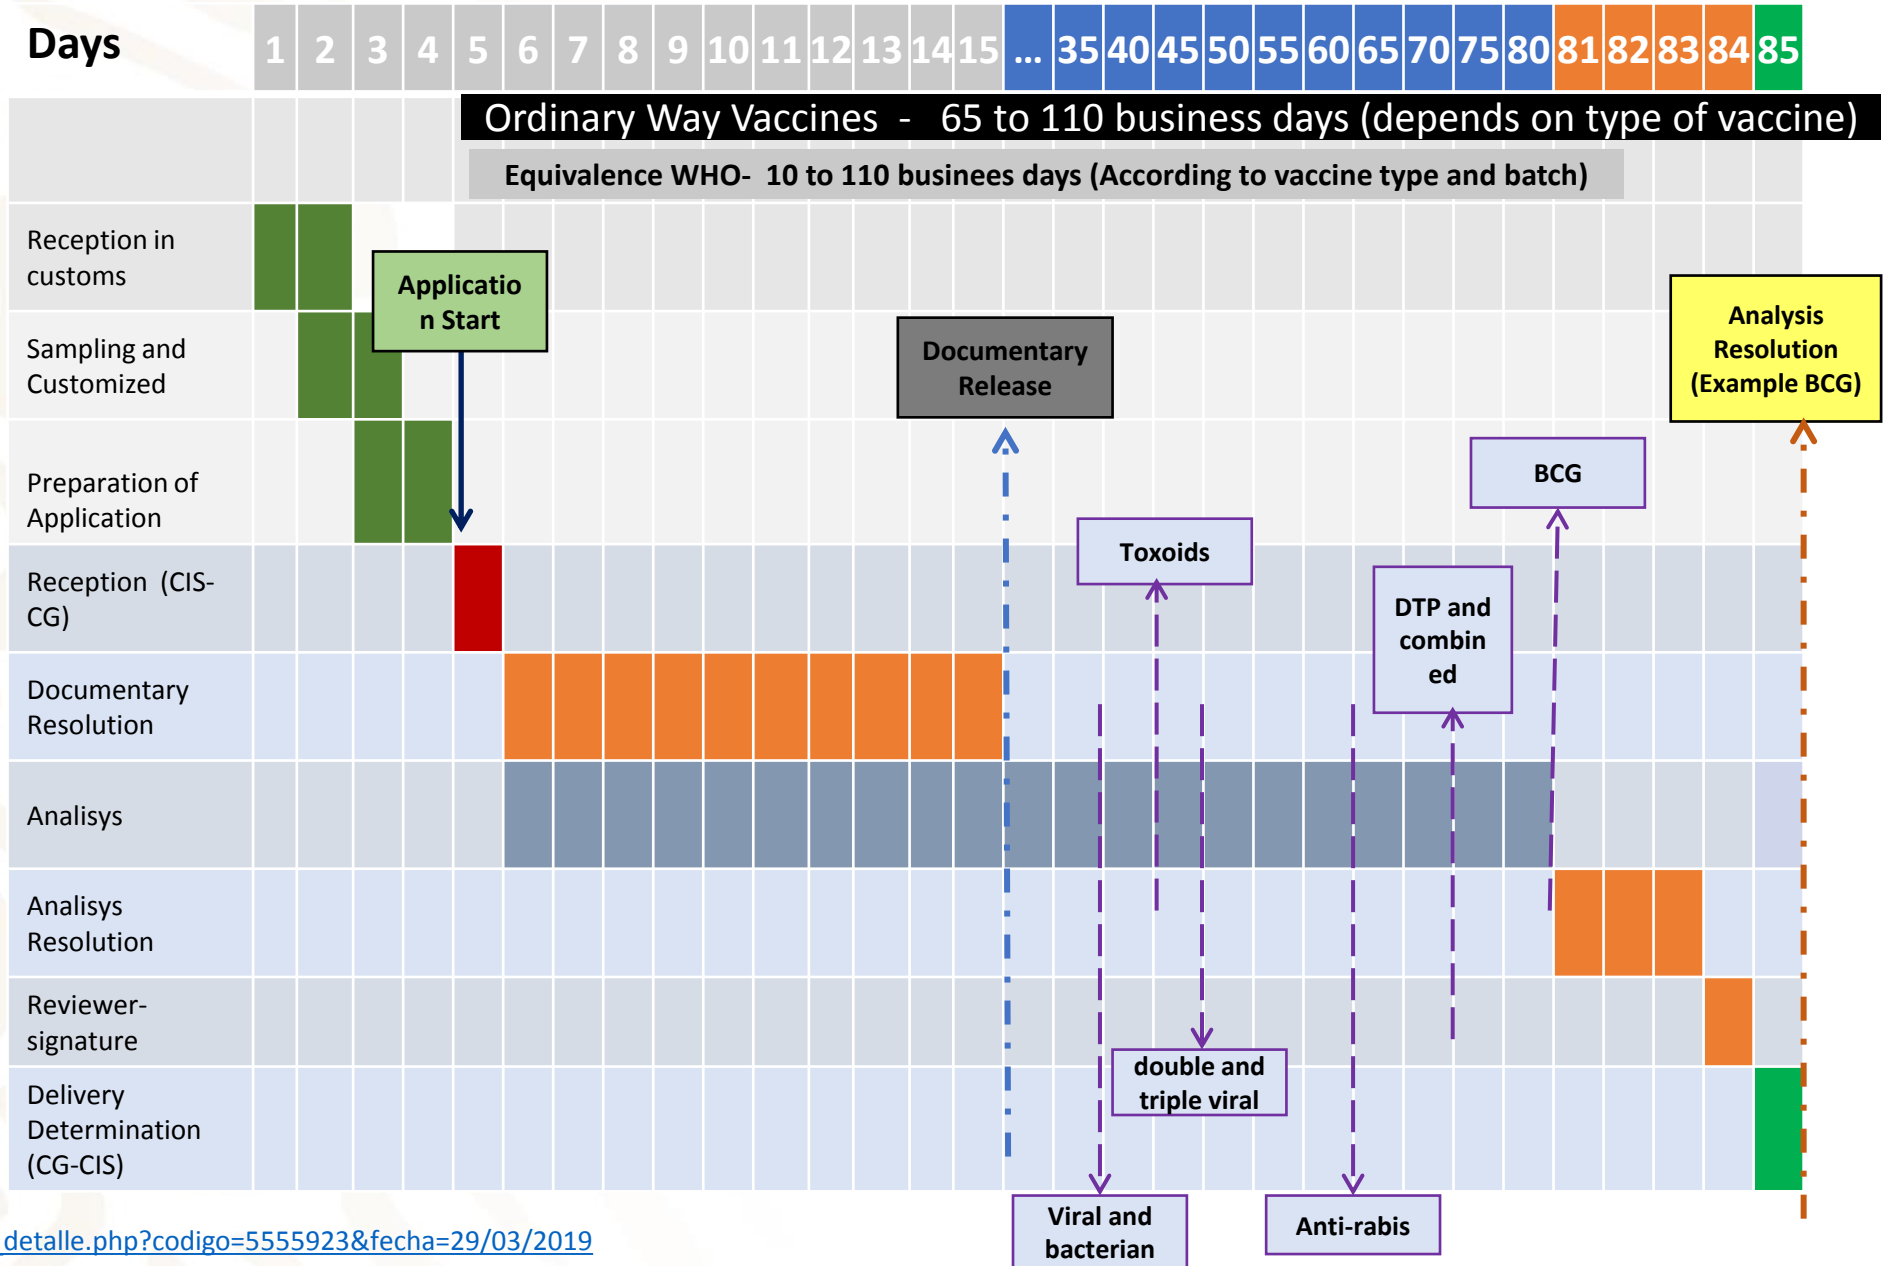 Days 1 2 3 4 5 6 7 8 9 10 11 12 13 14 15 ... 35 40 45 50 55 60 65 70 75 80 81 82 83 84 85
Ordinary Way Vaccines - 65 to 110 business days (depends on type of vaccine)
Equivalence WHO- 10 to 110 businees days (According to vaccine type and batch)
Reception in
customs
Applicatio
n Start
Sampling and
Customized
Documentary
Release
Analysis
Resolution
(Example BCG)
Preparation of
Application
BCG
Toxoids
Reception (CIS-
CG)
DTP and
combin
ed
Documentary
Resolution
Analisys
Analisys
Resolution
Reviewer-
signature
double and
triple viral
Delivery
Determination
(CG-CIS)
Viral and
bacterian
Anti-rabis
detalle.php?codigo=5555923&fecha=29/03/2019